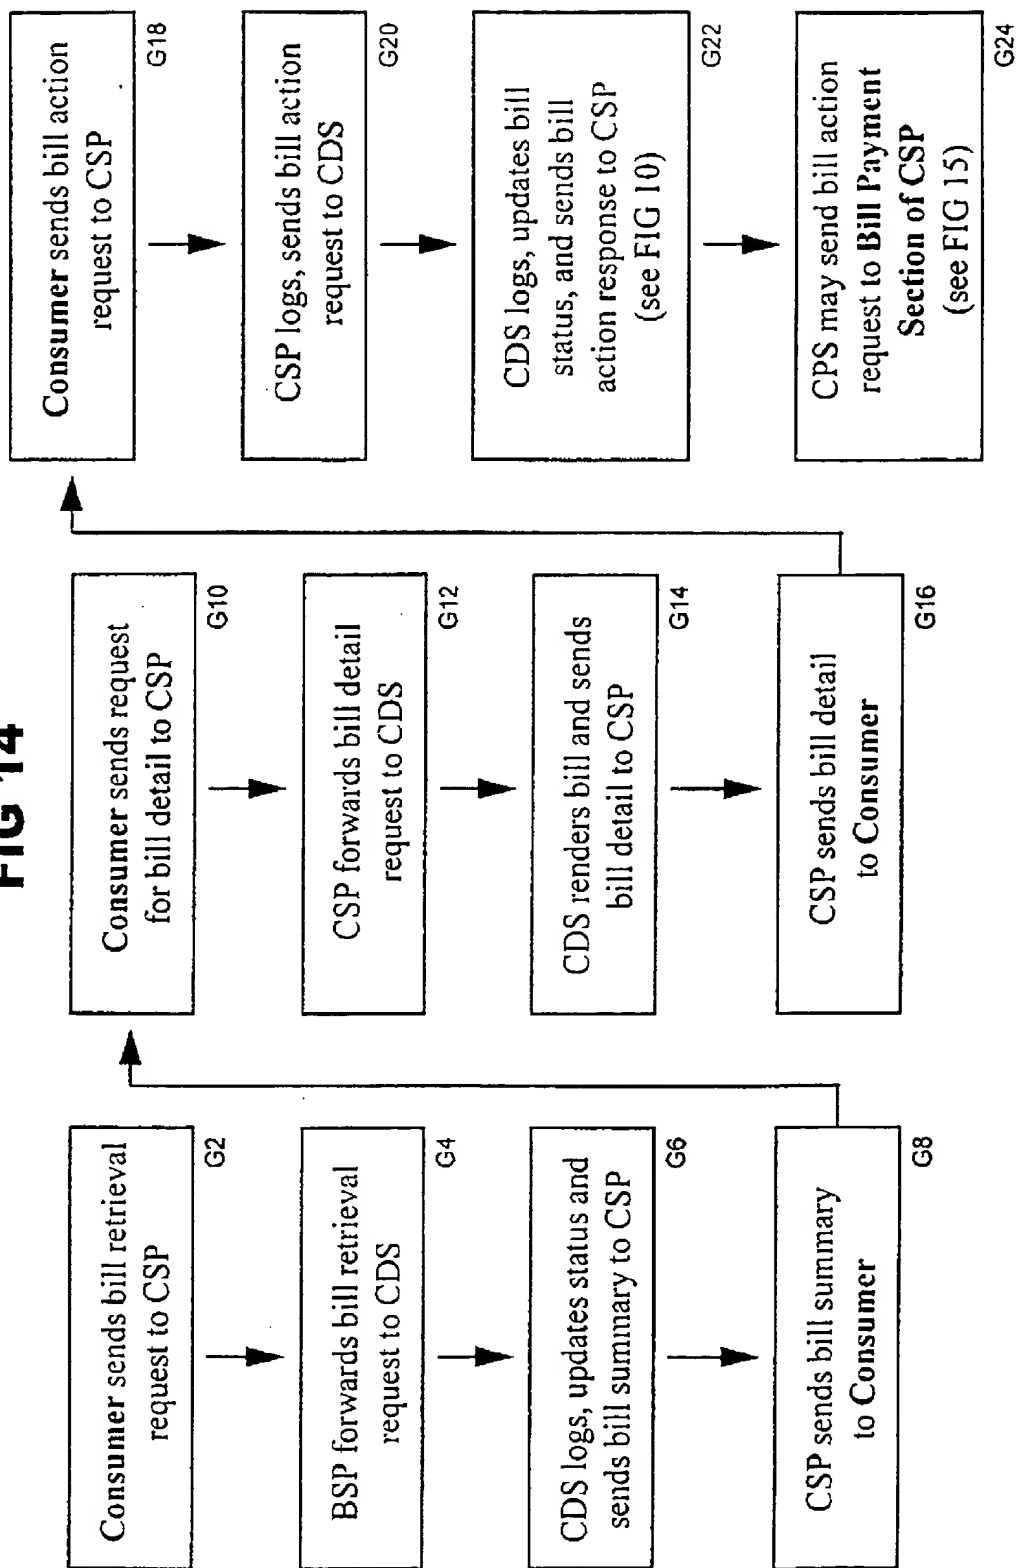 FIG 14
Consumer sends bill retrieval
request to CSP
G2
BSP forwards bill retrieval
request to CDS
G4
CDS logs, updates status and
sends bill summary to CSP
G6
CSP sends bill summary
to Consumer
G8
Consumer sends request
for bill detail to CSP
G10
CSP forwards bill detail
request to CDS
G12
CDS renders bill and sends
bill detail to CSP
G14
CSP sends bill detail
to Consumer
G16
Consumer sends bill action
request to CSP
G18
CSP logs, sends bill action
request to CDS
G20
CDS logs, updates bill
status, and sends bill
action response to CSP
(see FIG 10)
G22
CPS may send bill action
request to Bill Payment
Section of CSP
(see FIG 15)
G24